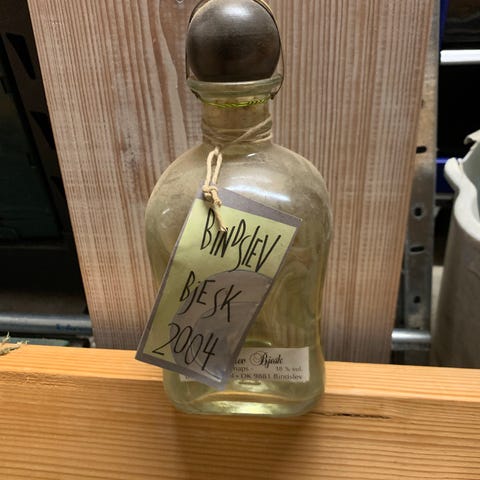 BINDSLEV
BjESK
2004
Bjesk
38 % vol.
DK 9881 Bindslev